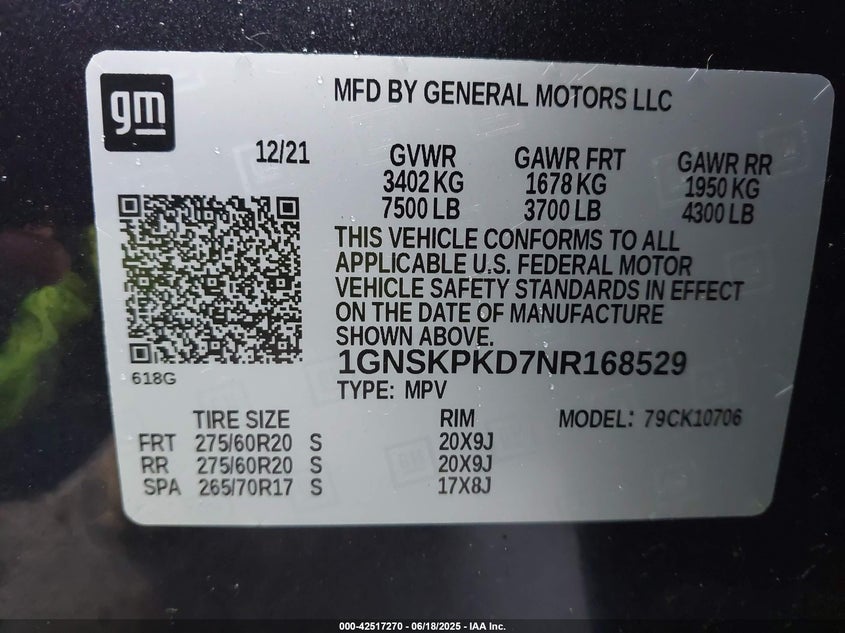 gm
MFD BY GENERAL MOTORS LLC
12/21
GVWR GAWR FRT GAWR RR
3402 KG 1678 KG 1950 KG
7500 LB 3700 LB 4300 LB
THIS VEHICLE CONFORMS TO ALL
APPLICABLE U.S. FEDERAL MOTOR
VEHICLE SAFETY STANDARDS IN EFFECT
ON THE DATE OF MANUFACTURE
SHOWN ABOVE.
1GNSKPKD7NR168529
618G
TYPE: MPV
TIRE SIZE RIM MODEL: 79CK10706
FRT 275/60R20 S 20X9J
RR 275/60R20 S 20X9J
SPA 265/70R17 S 17X8J
GM
000-42517270 - 06/18/2025 - IAA Inc.